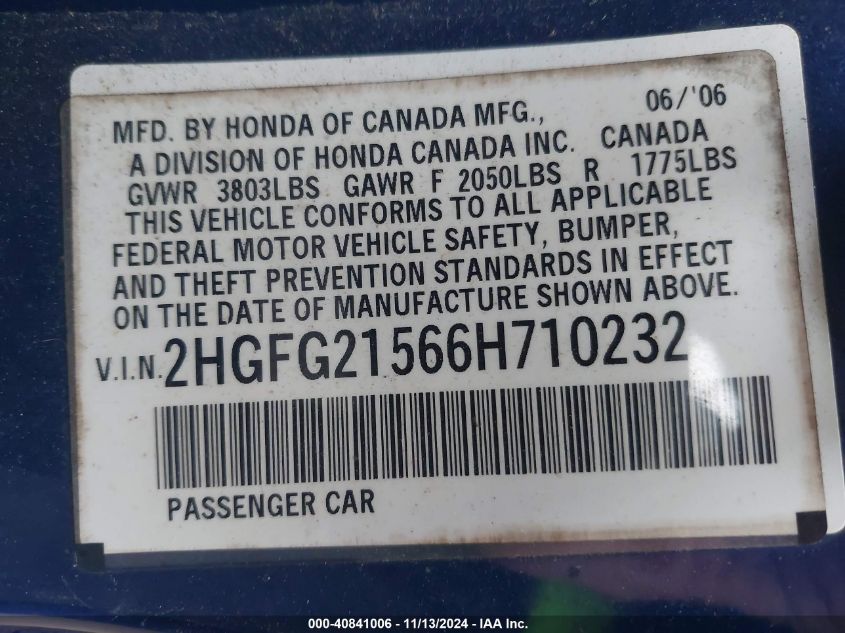 06/'06
MFD. BY HONDA OF CANADA MFG.,
A DIVISION OF HONDA CANADA INC. CANADA
GVWR 3803LBS GAWR F 2050LBS R 1775LBS
THIS VEHICLE CONFORMS TO ALL APPLICABLE
FEDERAL MOTOR VEHICLE SAFETY, BUMPER,
AND THEFT PREVENTION STANDARDS IN EFFECT
ON THE DATE OF MANUFACTURE SHOWN ABOVE.
V.I.N. 2HGFG21566H710232
PASSENGER CAR
000-40841006 - 11/13/2024 - IAA Inc.